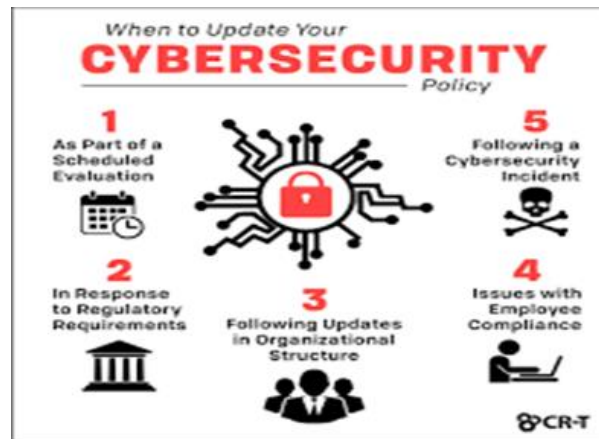 When to Update Your
CYBERSECURITY
Policy
1
As Part of a
Scheduled
Evaluation
2
In Response
to Regulatory
Requirements
3
Following Updates
in Organizational
Structure
4
Issues with
Employee
Compliance
5
Following a
Cybersecurity
Incident
CR-T